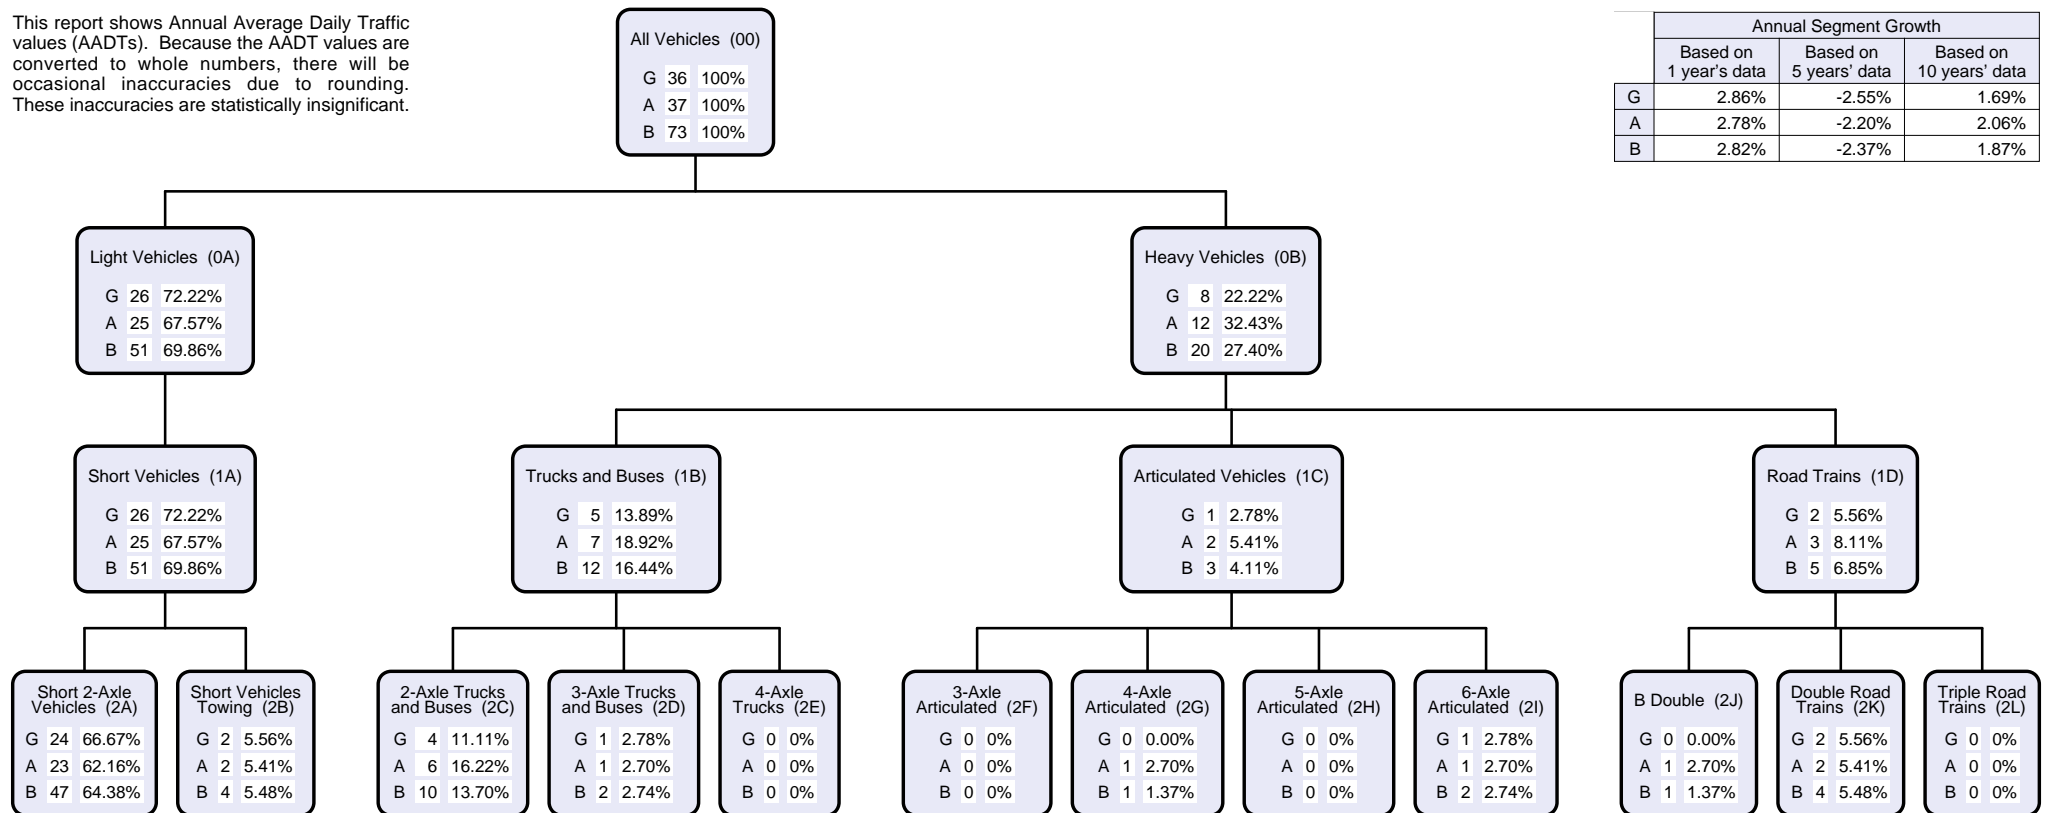 This report shows Annual Average Daily Traffic
values (AADTs). Because the AADT values are
converted to whole numbers, there will be
occasional inaccuracies due to rounding.
These inaccuracies are statistically insignificant.
All Vehicles (00)
G 36 100%
A 37 100%
B 73 100%
Annual Segment Growth
Based on 1 year's data Based on 5 years' data Based on 10 years' data
G 2.86% -2.55% 1.69%
A 2.78% -2.20% 2.06%
B 2.82% -2.37% 1.87%
Light Vehicles (0A)
G 26 72.22%
A 25 67.57%
B 51 69.86%
Heavy Vehicles (0B)
G 8 22.22%
A 12 32.43%
B 20 27.40%
Short Vehicles (1A)
G 26 72.22%
A 25 67.57%
B 51 69.86%
Trucks and Buses (1B)
G 5 13.89%
A 7 18.92%
B 12 16.44%
Articulated Vehicles (1C)
G 1 2.78%
A 2 5.41%
B 3 4.11%
Road Trains (1D)
G 2 5.56%
A 3 8.11%
B 5 6.85%
Short 2-Axle
Vehicles (2A)
G 24 66.67%
A 23 62.16%
B 47 64.38%
Short Vehicles
Towing (2B)
G 2 5.56%
A 2 5.41%
B 4 5.48%
2-Axle Trucks
and Buses (2C)
G 4 11.11%
A 6 16.22%
B 10 13.70%
3-Axle Trucks
and Buses (2D)
G 1 2.78%
A 1 2.70%
B 2 2.74%
4-Axle
Trucks (2E)
G 0 0%
A 0 0%
B 0 0%
3-Axle
Articulated (2F)
G 0 0%
A 0 0%
B 0 0%
4-Axle
Articulated (2G)
G 0 0.00%
A 1 2.70%
B 1 1.37%
5-Axle
Articulated (2H)
G 0 0%
A 0 0%
B 0 0%
6-Axle
Articulated (2I)
G 1 2.78%
A 1 2.70%
B 2 2.74%
B Double (2J)
G 0 0.00%
A 1 2.70%
B 1 1.37%
Double Road
Trains (2K)
G 2 5.56%
A 2 5.41%
B 4 5.48%
Triple Road
Trains (2L)
G 0 0%
A 0 0%
B 0 0%